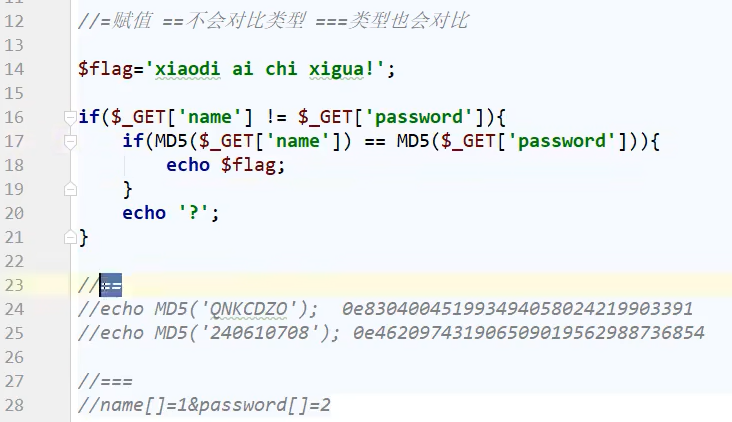 12 //=赋值 ==不会对比类型 ===类型也会对比
13
14 $flag='xiaodi ai chi xigua!';
15
16 if($_GET['name'] != $_GET['password']){
17 if(MD5($_GET['name']) == MD5($_GET['password'])){
18 echo $flag;
19 }
20 echo '?';
21 }
22
23 //==
24 //echo MD5('QNKCDZO'); 0e830400451993494058024219903391
25 //echo MD5('240610708'); 0e462097431906509019562988736854
26
27 //===
28 //name[]=1&password[]=2